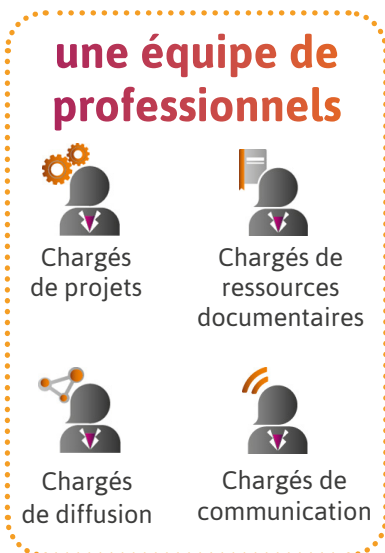 une équipe de
professionnels
Chargés
de projets
Chargés de
ressources
documentaires
Chargés
de diffusion
Chargés de
communication